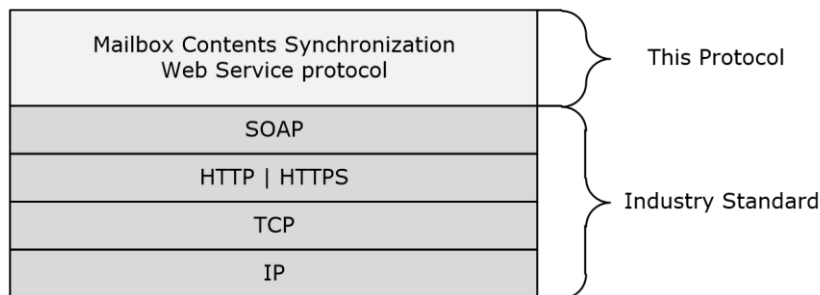 Mailbox Contents Synchronization
Web Service protocol
This Protocol
SOAP
HTTP | HTTPS
TCP
IP
Industry Standard